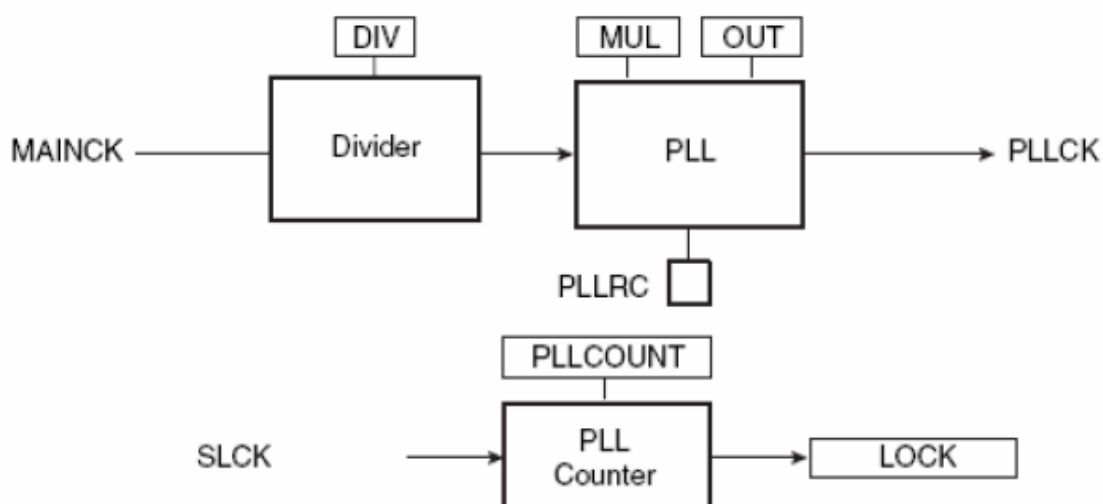 DIV
MUL
OUT
MAINCK
Divider
PLL
PLLCK
PLLRC
PLLCOUNT
SLCK
PLL
Counter
LOCK